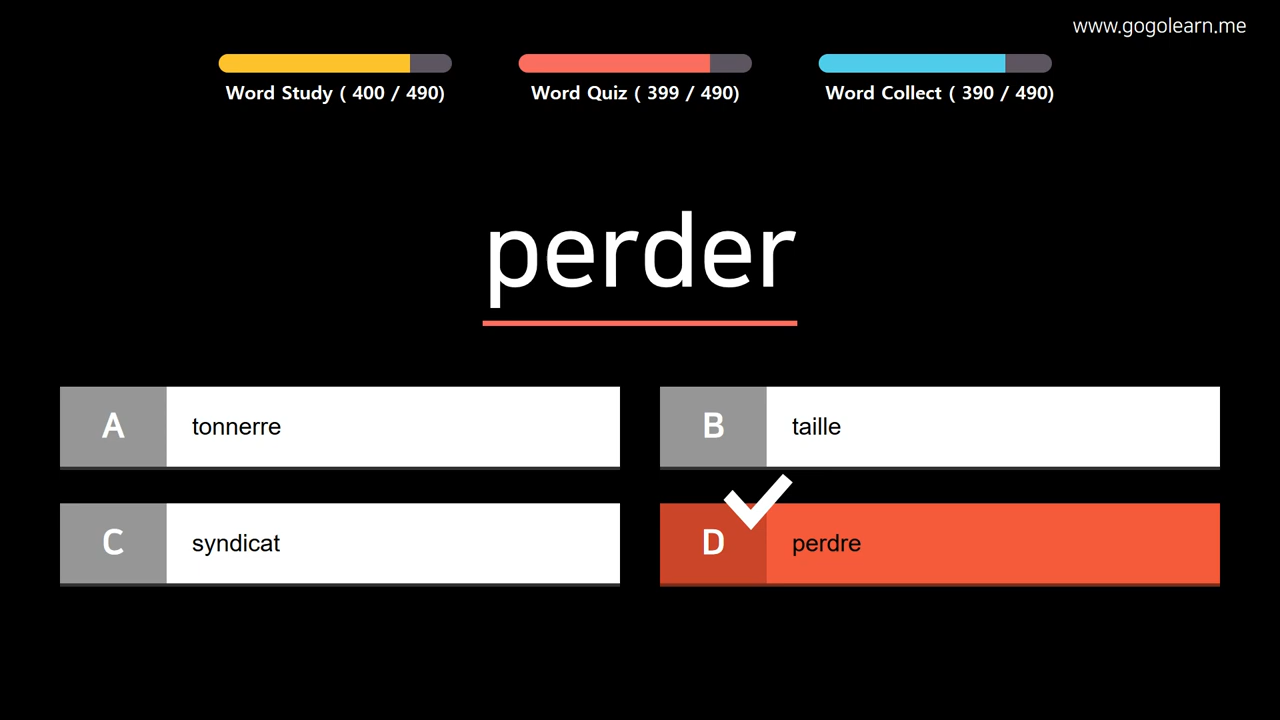 www.gogolearn.me
Word Study ( 400 / 490)
Word Quiz ( 399 / 490)
Word Collect ( 390 / 490)
perder
A tonnerre
B taille
C syndicat
D perdre